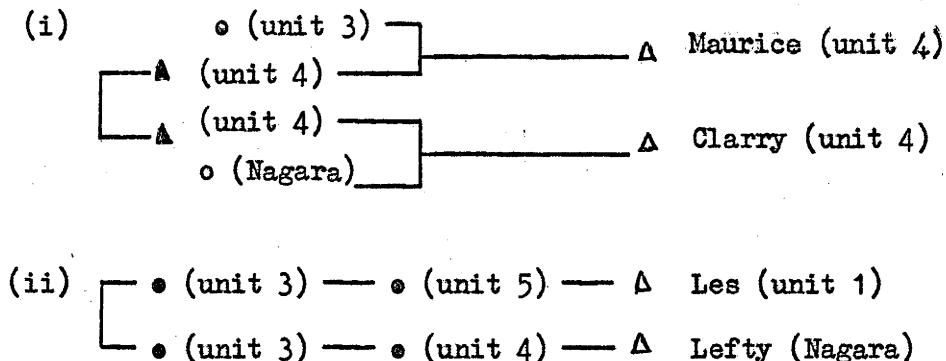 (i) (unit 3)
Maurice (unit 4)
(unit 4)
(unit 4)
Clarry (unit 4)
(Nagara)
(ii) (unit 3) (unit 5) Les (unit 1)
(unit 3) (unit 4) Lefty (Nagara)